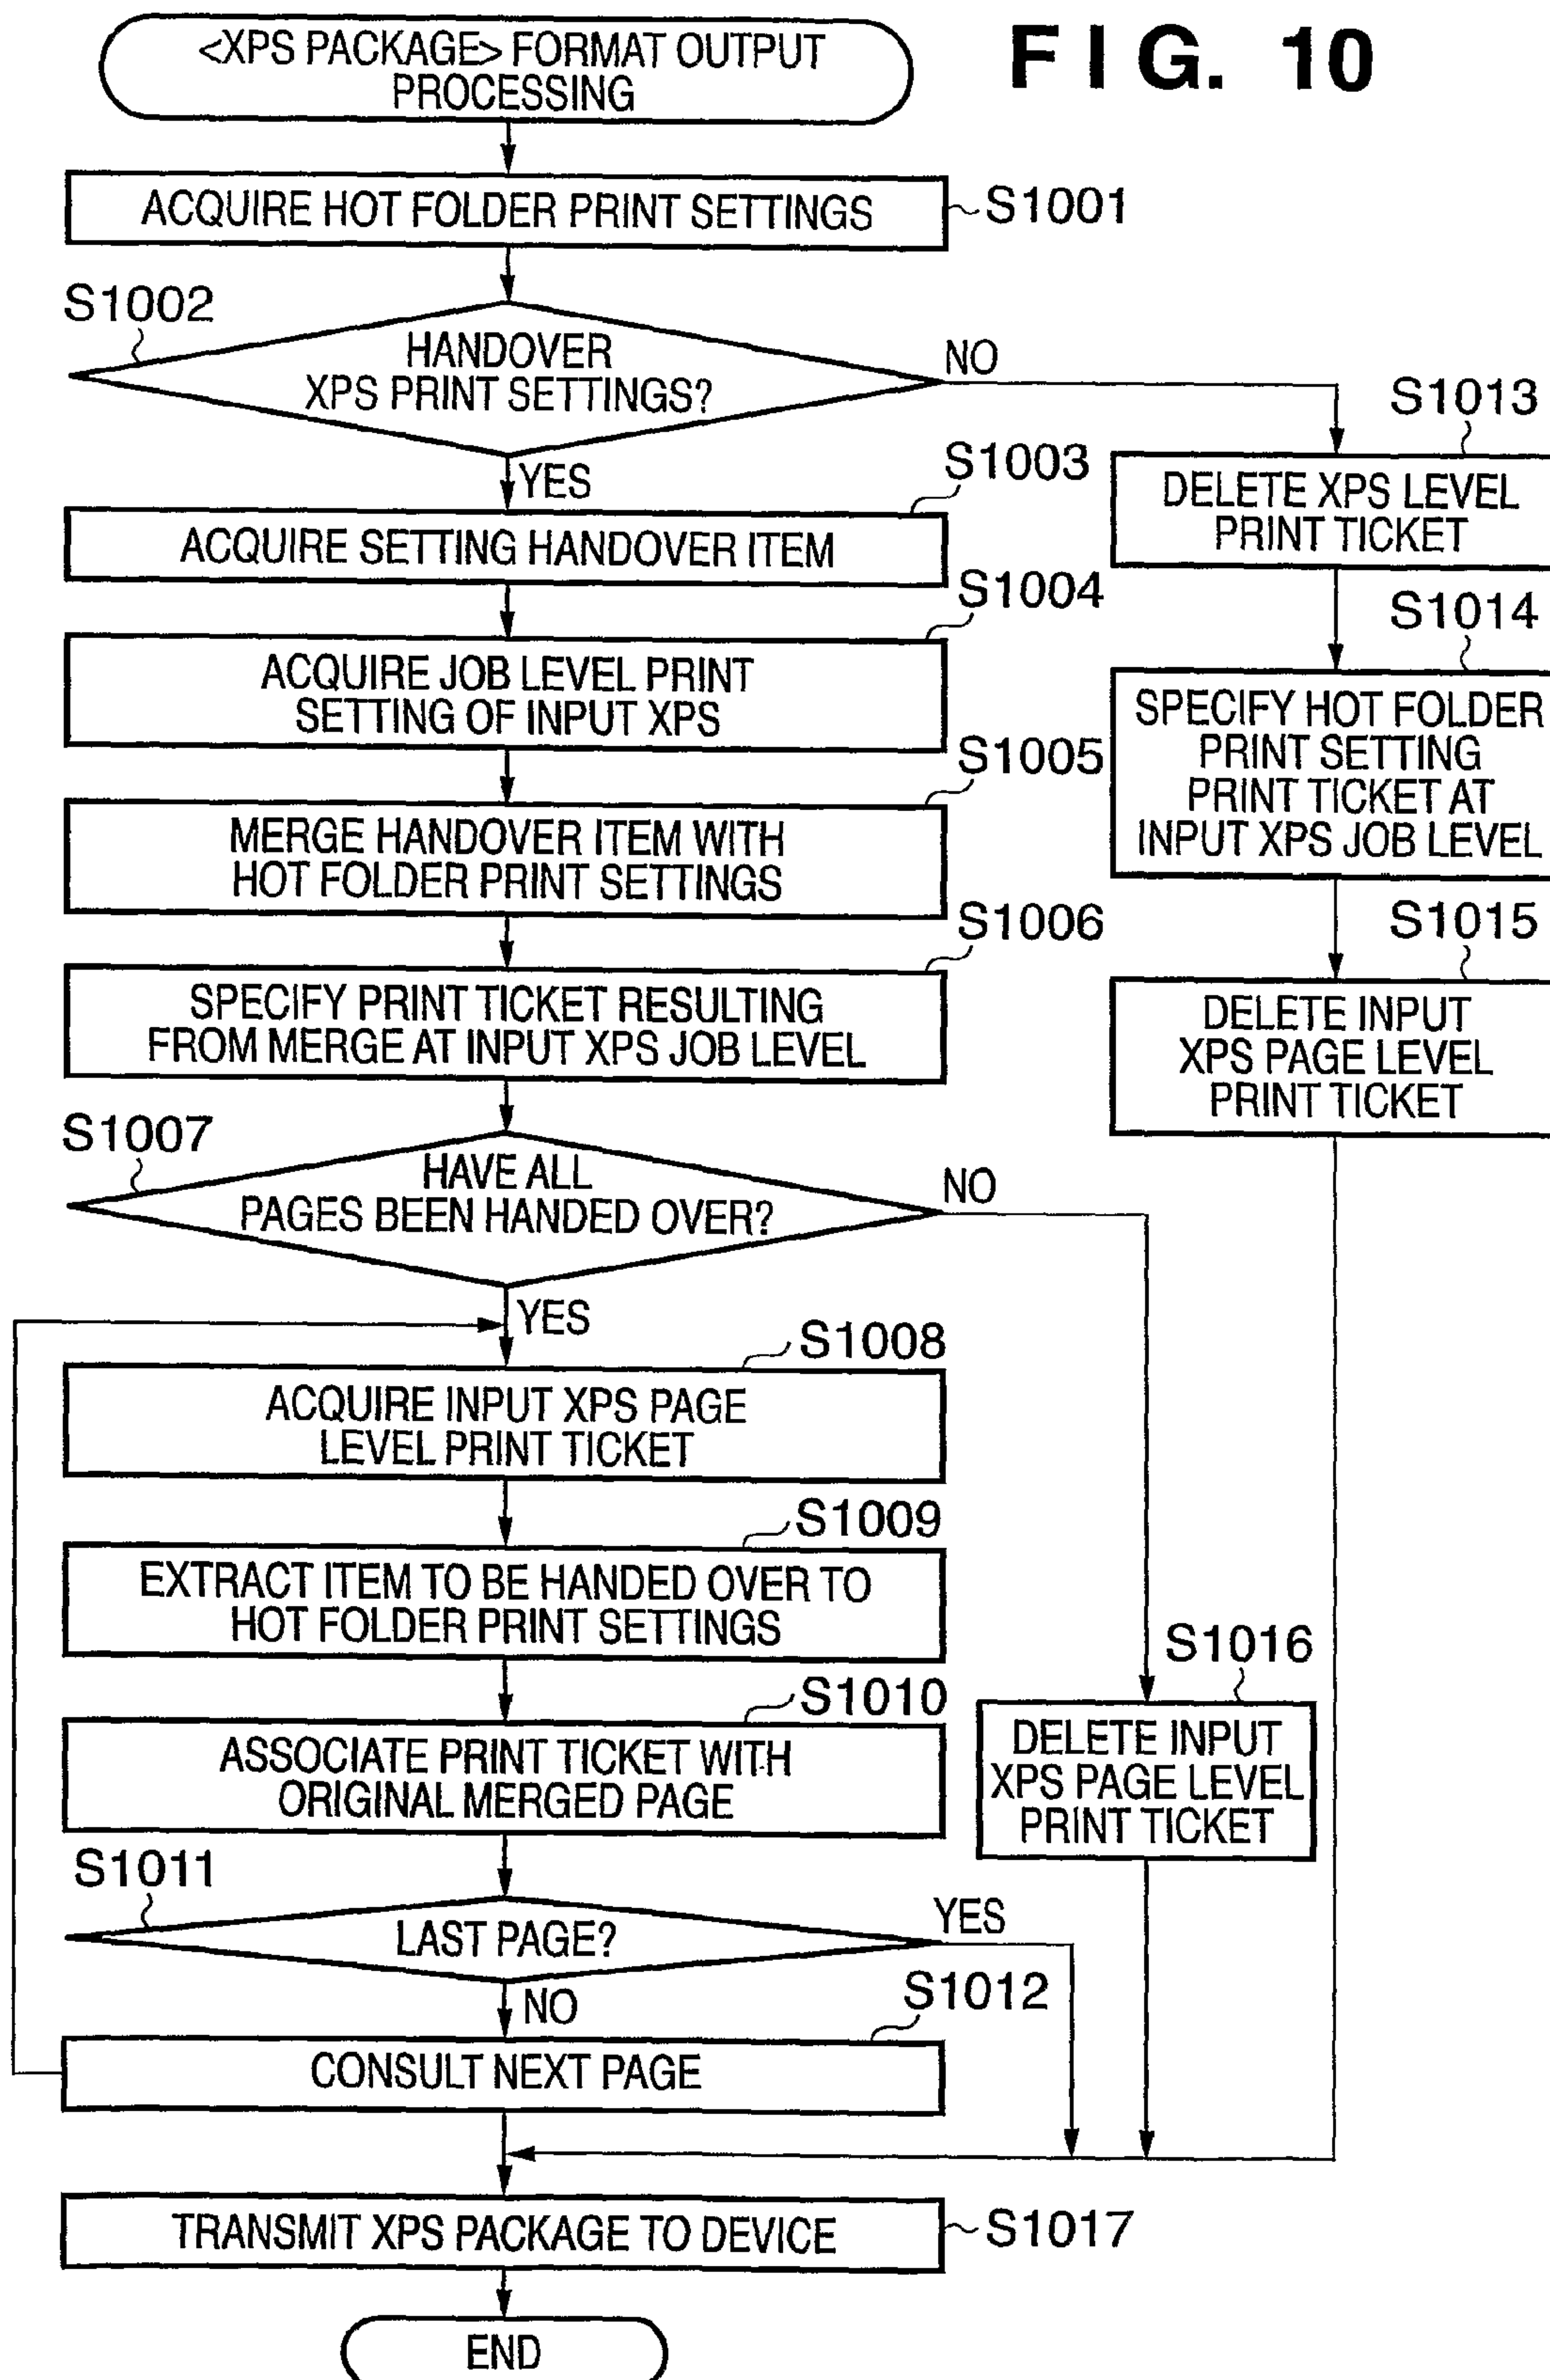 <XPS PACKAGE> FORMAT OUTPUT
PROCESSING
FIG. 10
ACQUIRE HOT FOLDER PRINT SETTINGS
S1001
S1002
HANDOVER
XPS PRINT SETTINGS?
NO
YES
S1003
ACQUIRE SETTING HANDOVER ITEM
S1004
ACQUIRE JOB LEVEL PRINT
SETTING OF INPUT XPS
S1005
MERGE HANDOVER ITEM WITH
HOT FOLDER PRINT SETTINGS
S1006
SPECIFY PRINT TICKET RESULTING
FROM MERGE AT INPUT XPS JOB LEVEL
S1007
HAVE ALL
PAGES BEEN HANDED OVER?
NO
YES
S1008
ACQUIRE INPUT XPS PAGE
LEVEL PRINT TICKET
S1009
EXTRACT ITEM TO BE HANDED OVER TO
HOT FOLDER PRINT SETTINGS
S1010
ASSOCIATE PRINT TICKET WITH
ORIGINAL MERGED PAGE
S1011
LAST PAGE?
YES
NO
S1012
CONSULT NEXT PAGE
S1013
DELETE XPS LEVEL
PRINT TICKET
S1014
SPECIFY HOT FOLDER
PRINT SETTING
PRINT TICKET AT
INPUT XPS JOB LEVEL
S1015
DELETE INPUT
XPS PAGE LEVEL
PRINT TICKET
S1016
DELETE INPUT
XPS PAGE LEVEL
PRINT TICKET
TRANSMIT XPS PACKAGE TO DEVICE
S1017
END